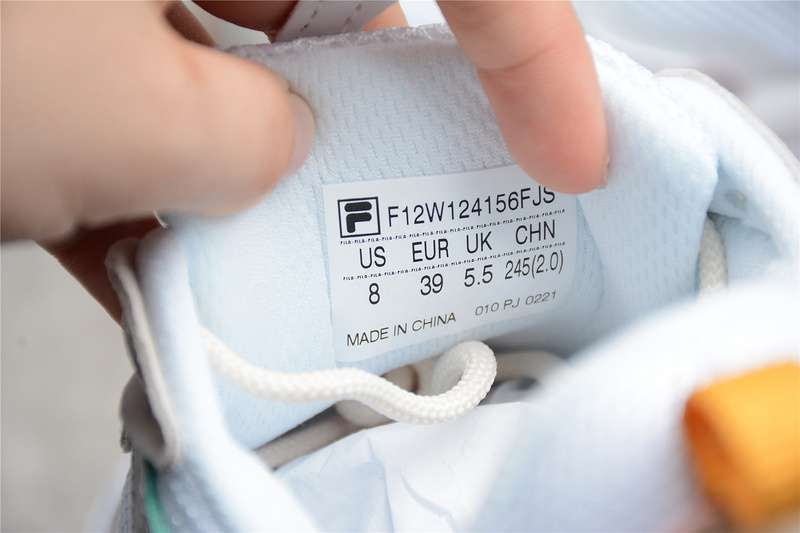 F F12W124156FJS
FILA-FILA-FILA-FILA-FILA-FILA-FILA-FILA-FILA-FILA
US EUR UK CHN
FILA-FILA-FILA-FILA-FILA-FILA-FILA-FILA-FILA-FILA
8 39 5.5 245(2.0)
MADE IN CHINA 010 PJ 0221